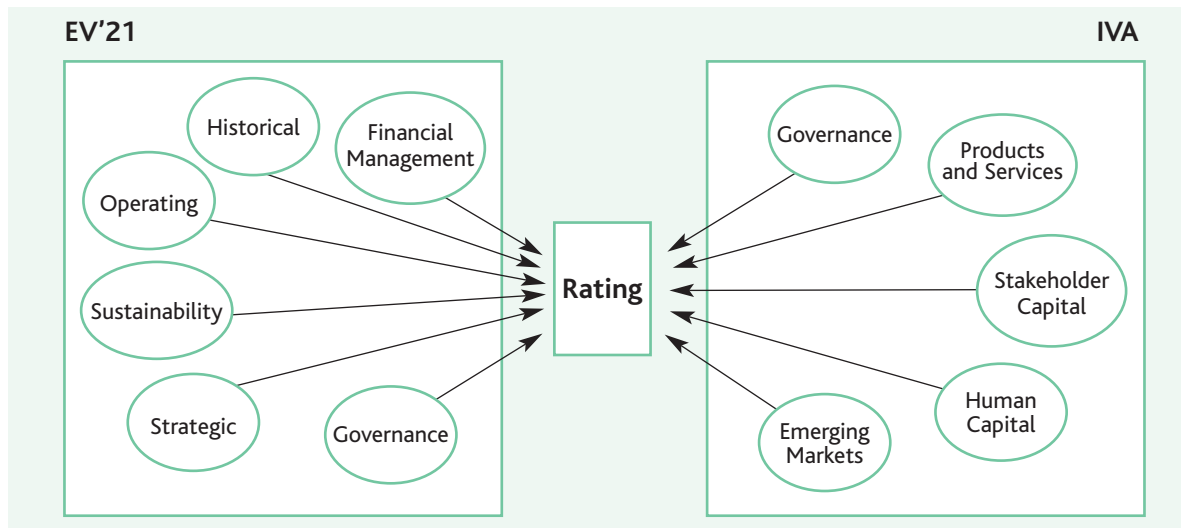 EV’21
IVA
Historical
Financial
Management
Operating
Sustainability
Strategic
Governance
Rating
Governance
Products
and Services
Stakeholder
Capital
Human
Capital
Emerging
Markets